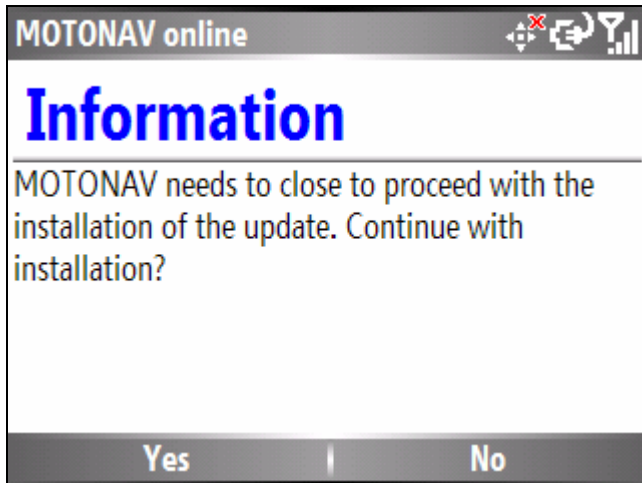 MOTONAV online
Information
MOTONAV needs to close to proceed with the
installation of the update. Continue with
installation?
Yes
No